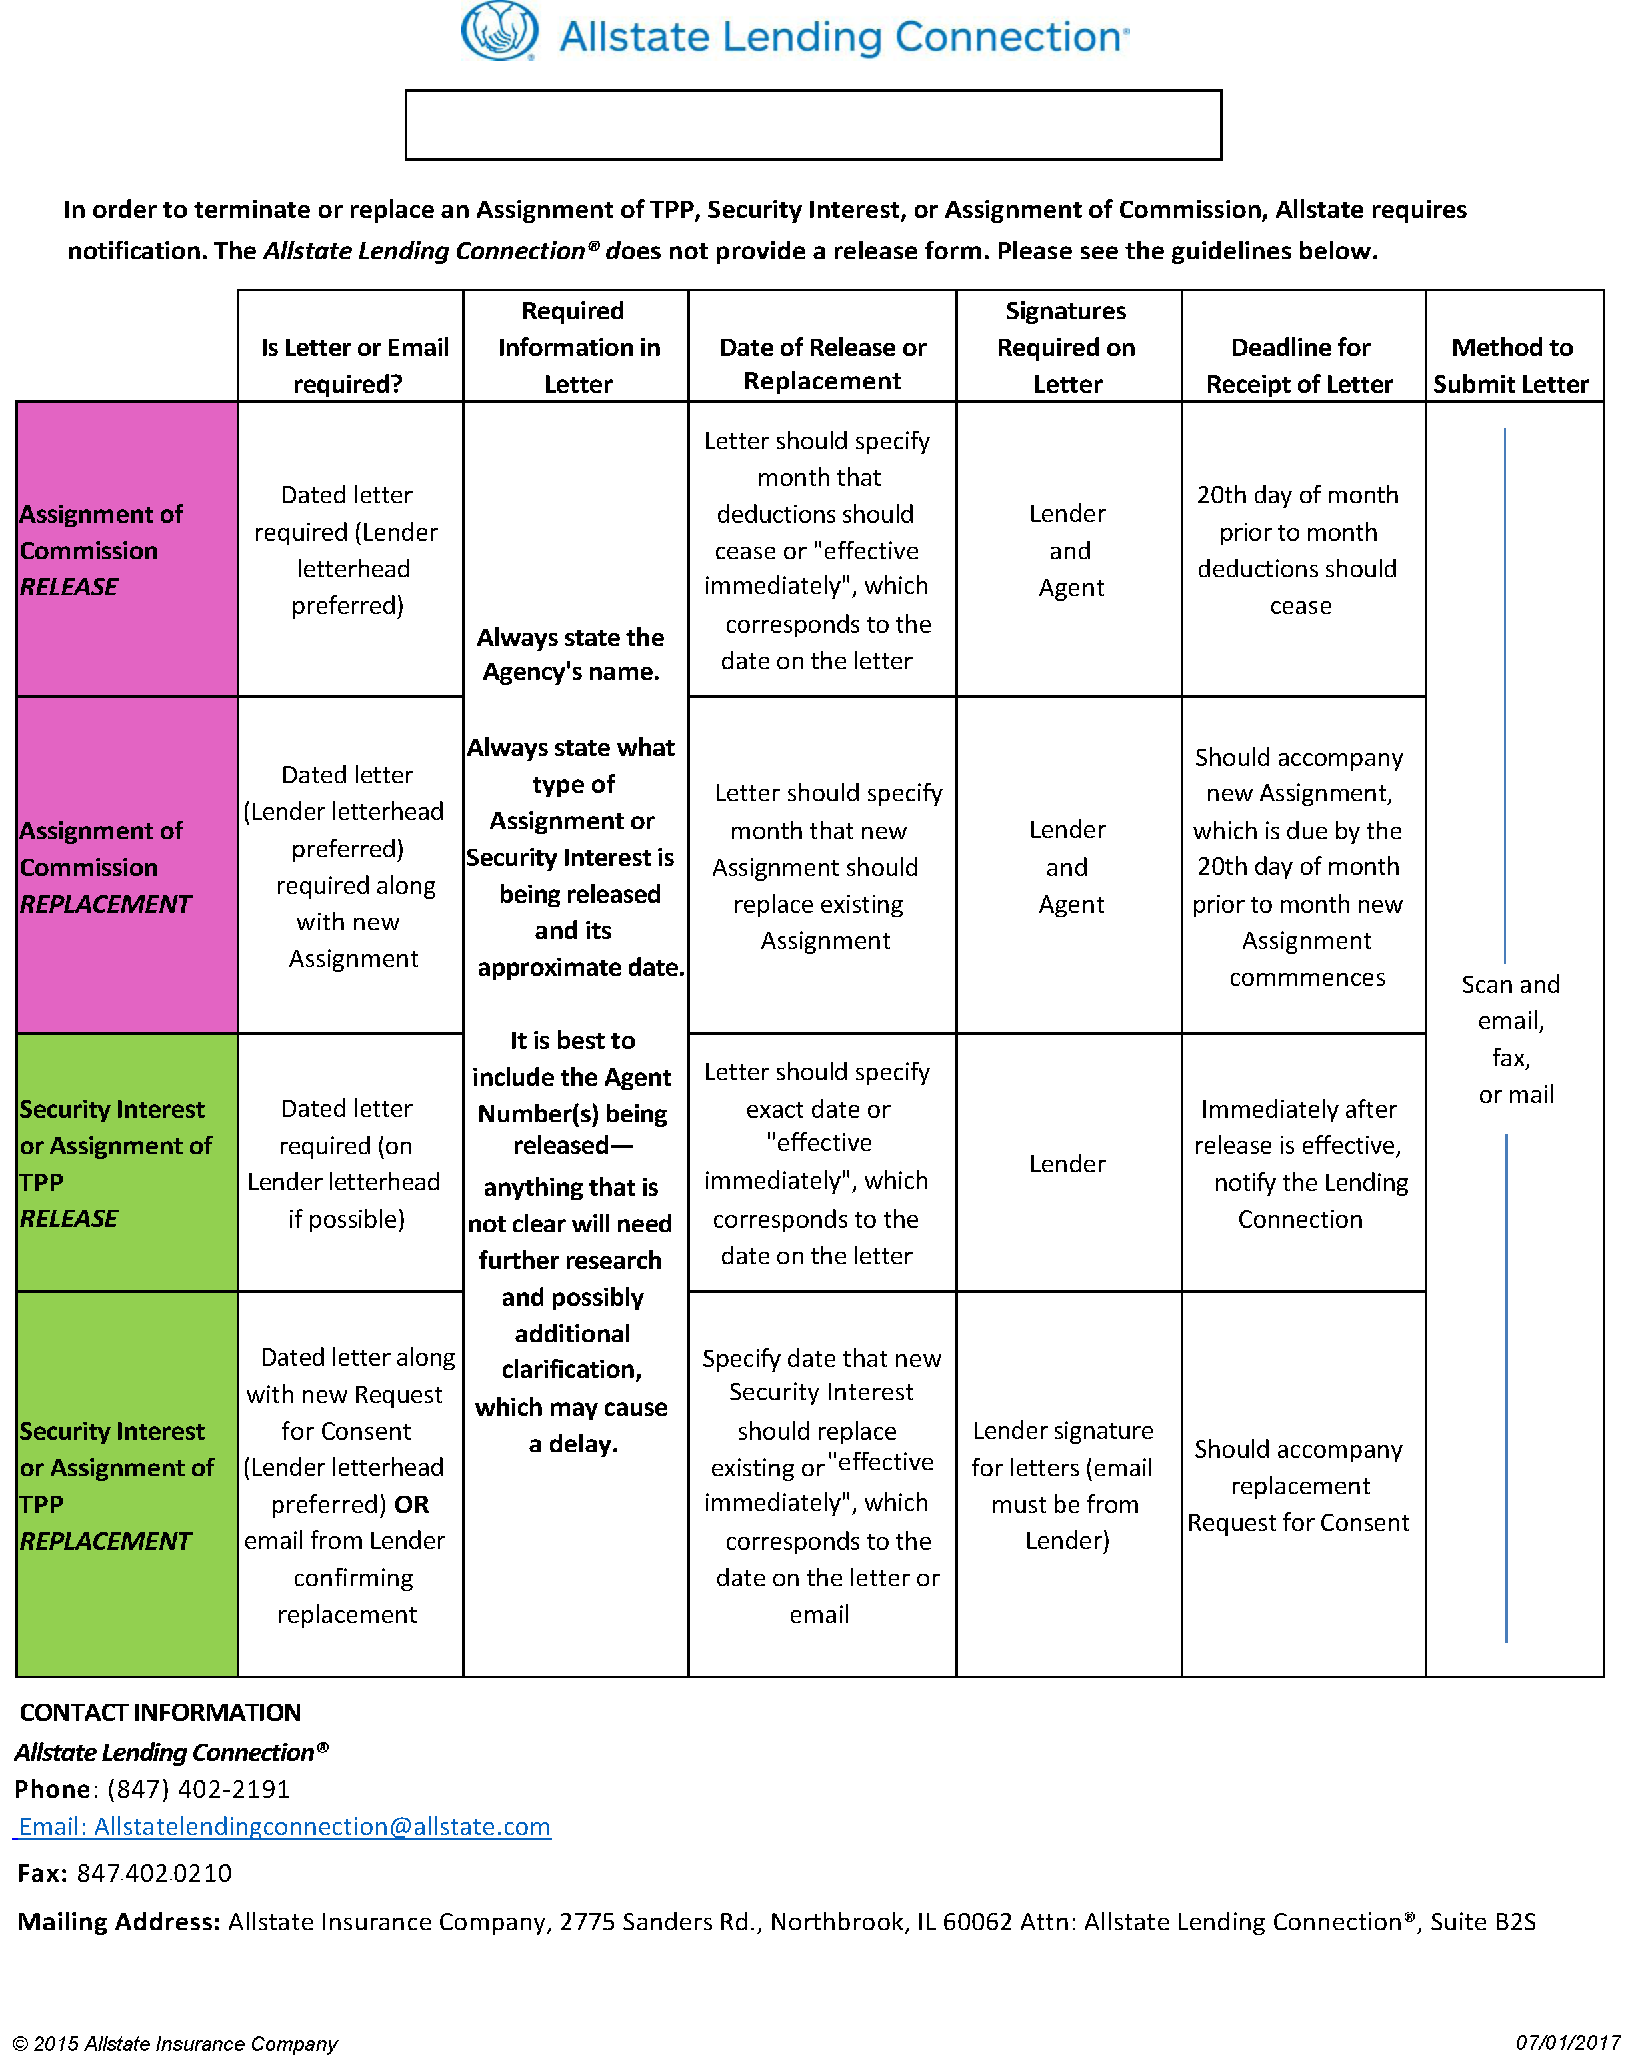 Allstate Lending Connection®
In order to terminate or replace an Assignment of TPP, Security Interest, or Assignment of Commission, Allstate requires
notification. The Allstate Lending Connection® does not provide a release form. Please see the guidelines below.
Is Letter or Email
required?
Required
Information in
Letter
Date of Release or
Replacement
Signatures
Required on
Letter
Deadline for
Receipt of Letter
Method to
Submit Letter
Assignment of
Commission
RELEASE
Dated letter
required (Lender
letterhead
preferred)
Always state the
Agency's name.
Always state what
type of
Assignment or
Security Interest is
being released
and its
approximate date.
It is best to
include the Agent
Number(s) being
released—
anything that is
not clear will need
further research
and possibly
additional
clarification,
which may cause
a delay.
Letter should specify
month that
deductions should
cease or "effective
immediately", which
corresponds to the
date on the letter
Lender
and
Agent
20th day of month
prior to month
deductions should
cease
Scan and
email,
fax,
or mail
Assignment of
Commission
REPLACEMENT
Dated letter
(Lender letterhead
preferred)
required along
with new
Assignment
Letter should specify
month that new
Assignment should
replace existing
Assignment
Lender
and
Agent
Should accompany
new Assignment,
which is due by the
20th day of month
prior to month new
Assignment
commmences
Security Interest
or Assignment of
TPP
RELEASE
Dated letter
required (on
Lender letterhead
if possible)
Letter should specify
exact date or
"effective
immediately", which
corresponds to the
date on the letter
Lender
Immediately after
release is effective,
notify the Lending
Connection
Security Interest
or Assignment of
TPP
REPLACEMENT
Dated letter along
with new Request
for Consent
(Lender letterhead
preferred) OR
email from Lender
confirming
replacement
Specify date that new
Security Interest
should replace
existing or "effective
immediately", which
corresponds to the
date on the letter or
email
Lender signature
for letters (email
must be from
Lender)
Should accompany
replacement
Request for Consent
CONTACT INFORMATION
Allstate Lending Connection®
Phone: (847) 402-2191
Email: Allstatelendingconnection@allstate.com
Fax: 847.402.0210
Mailing Address: Allstate Insurance Company, 2775 Sanders Rd., Northbrook, IL 60062 Attn: Allstate Lending Connection®, Suite B2S
© 2015 Allstate Insurance Company
07/01/2017